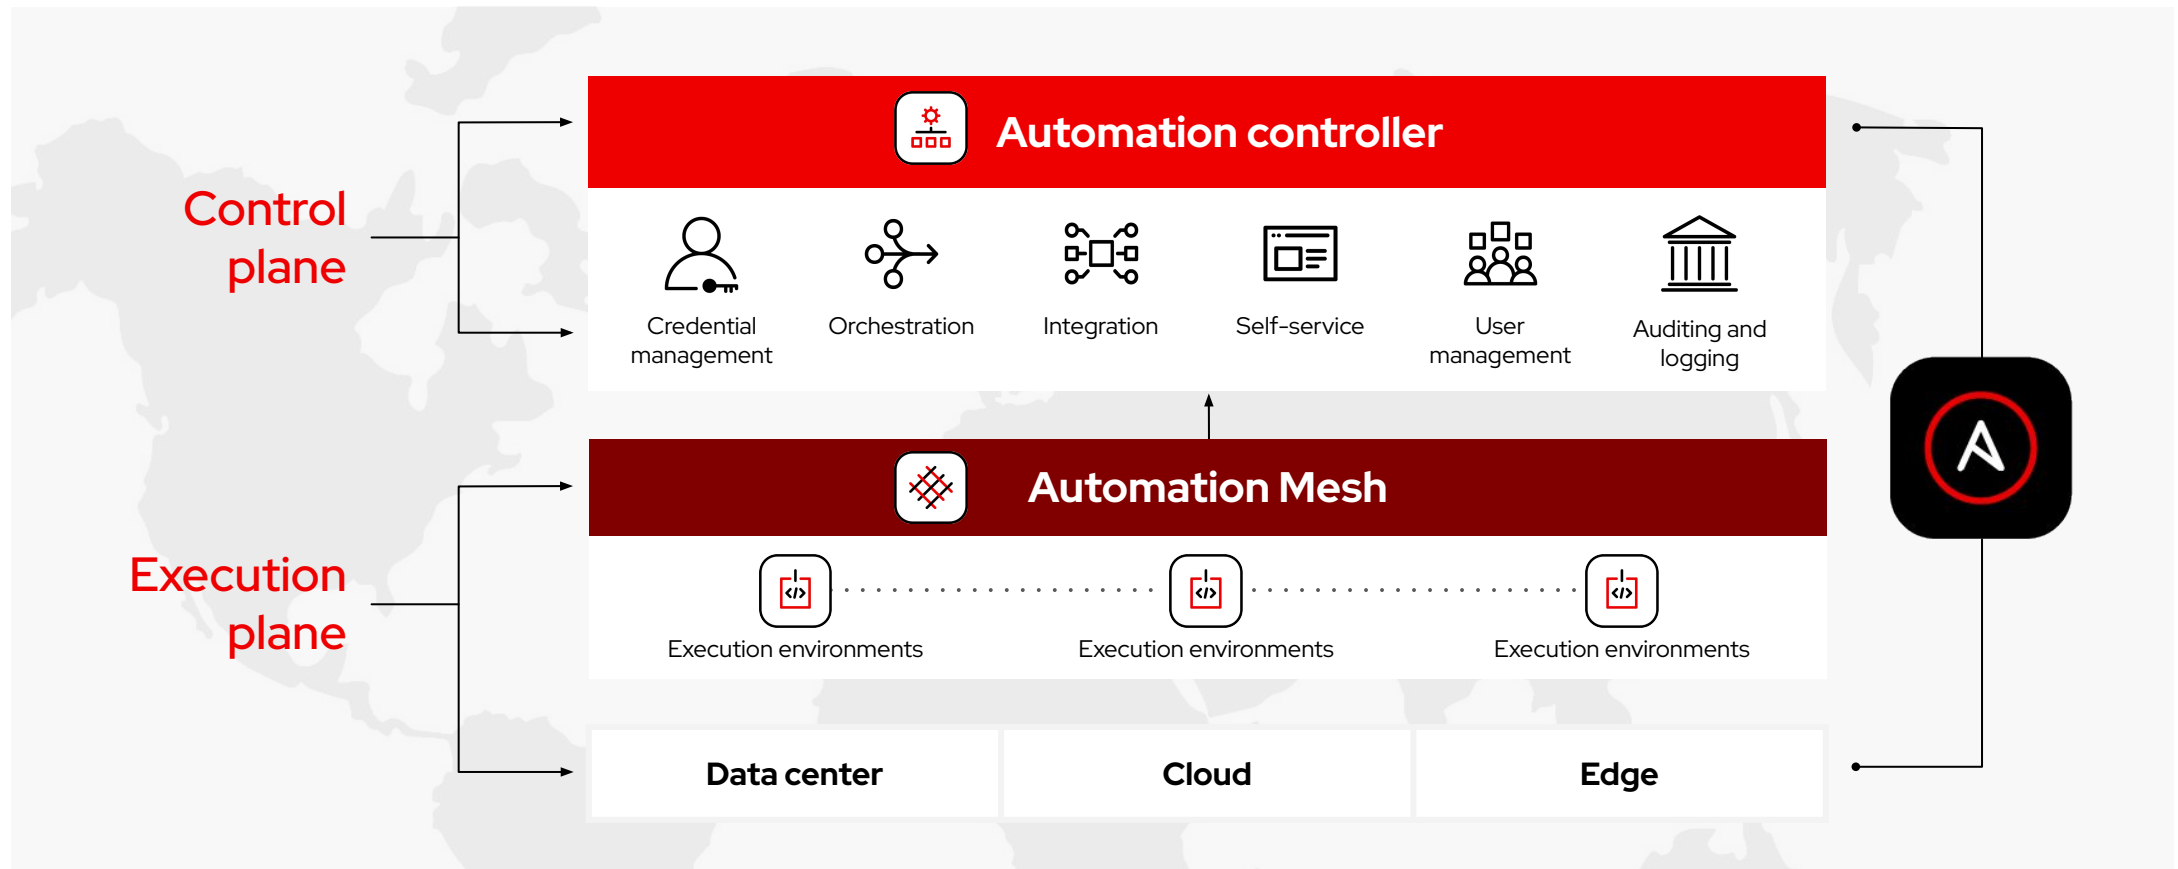 Automation controller
Control
plane
Credential
management
Orchestration
Integration
Self-service
User
management
Auditing and
logging
Automation Mesh
Execution
plane
Execution environments
Execution environments
Execution environments
Data center
Cloud
Edge